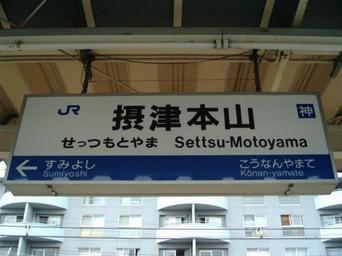 JR 摂津本山 神
せっつもとやま Settsu-Motoyama
← すみよし こうなんやまて
Sumiyoshi Kōnan-yamate